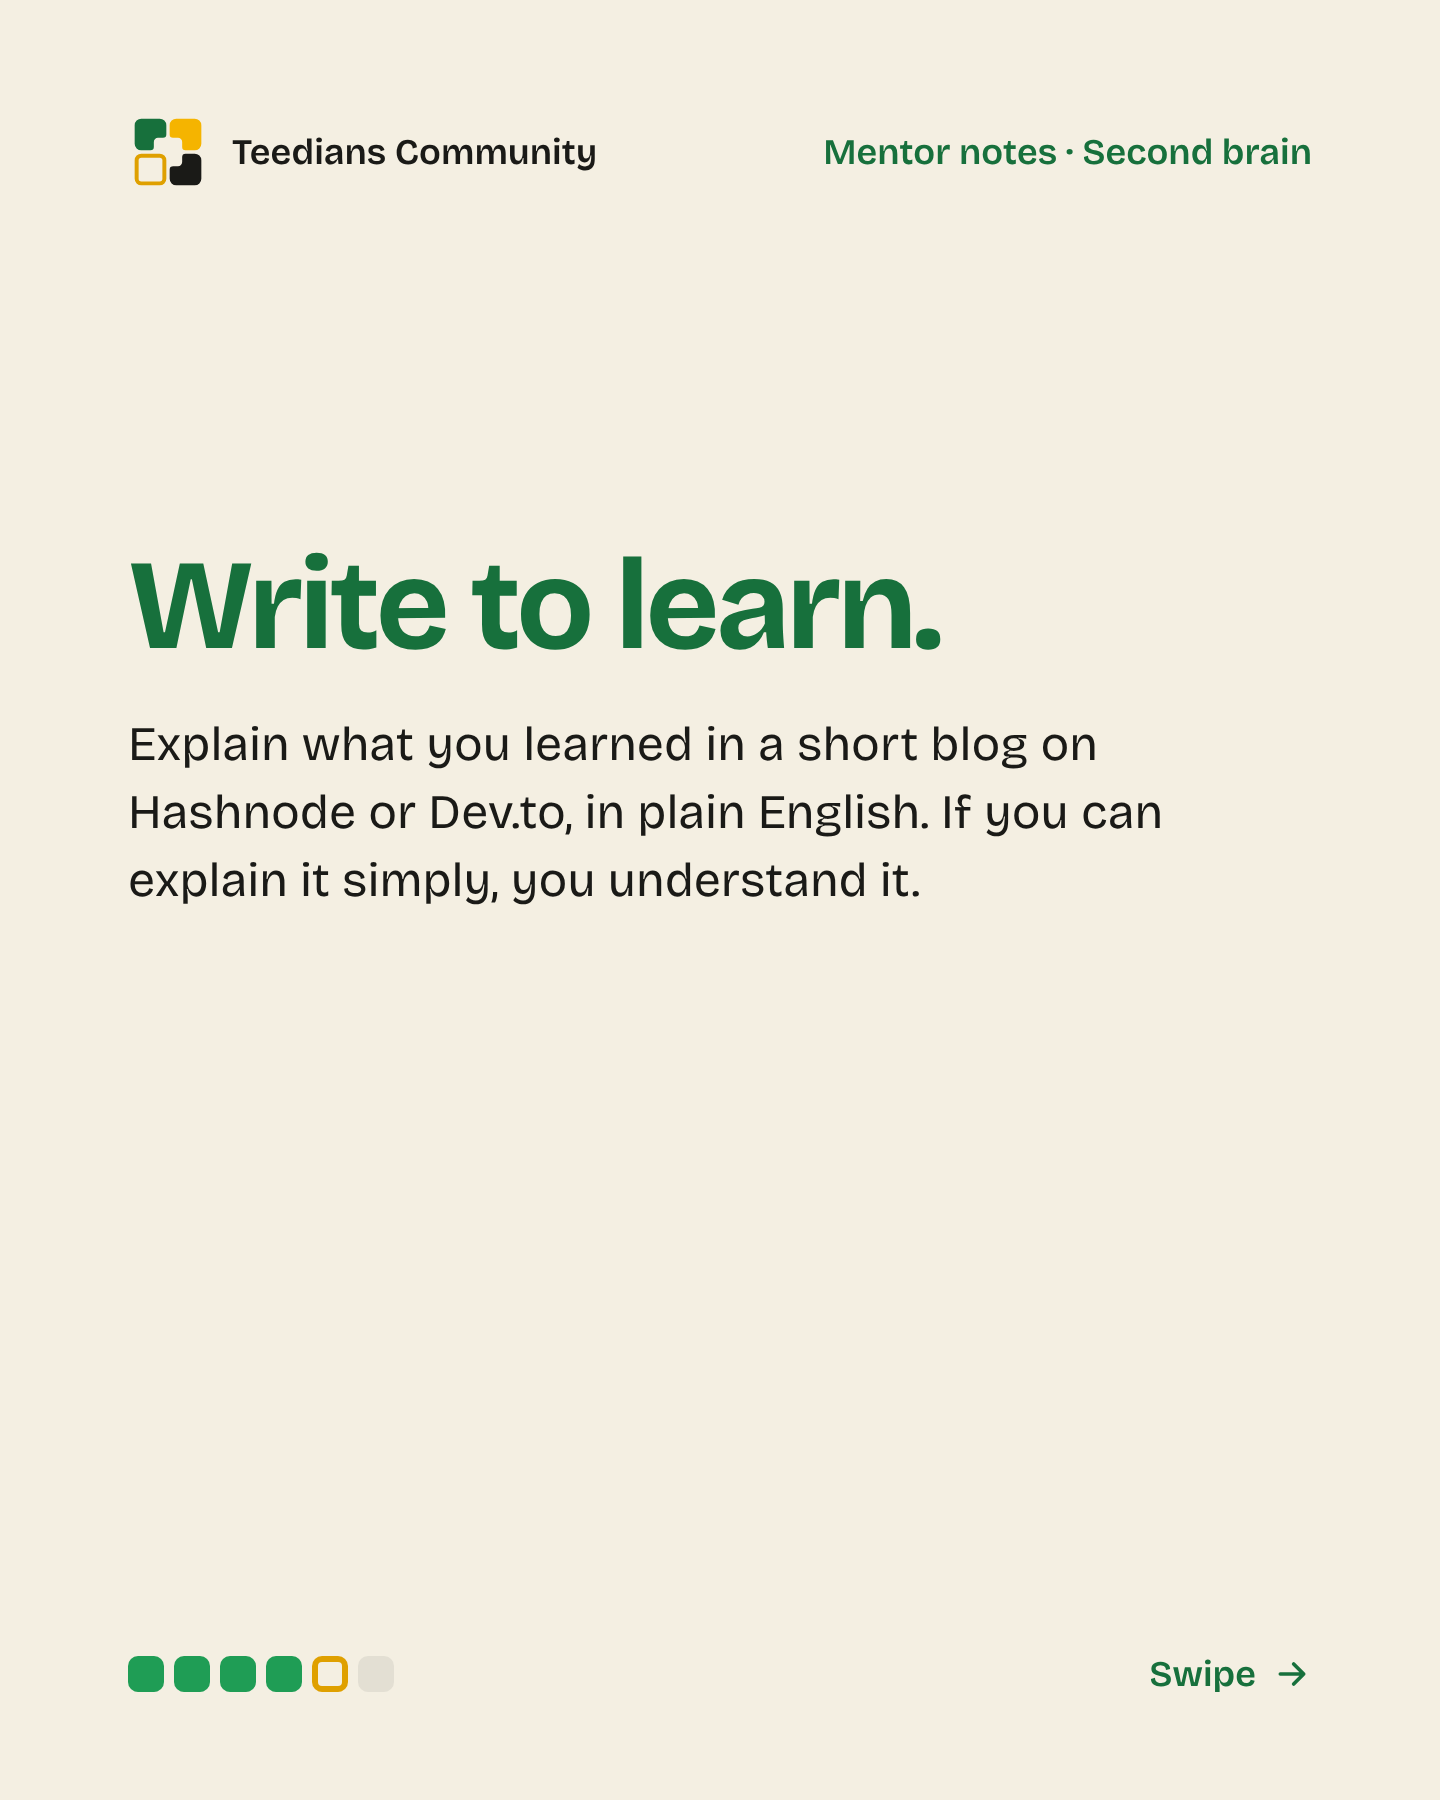 Teedians Community
Mentor notes · Second brain
Write to learn.
Explain what you learned in a short blog on
Hashnode or Dev.to, in plain English. If you can
explain it simply, you understand it.
Swipe →